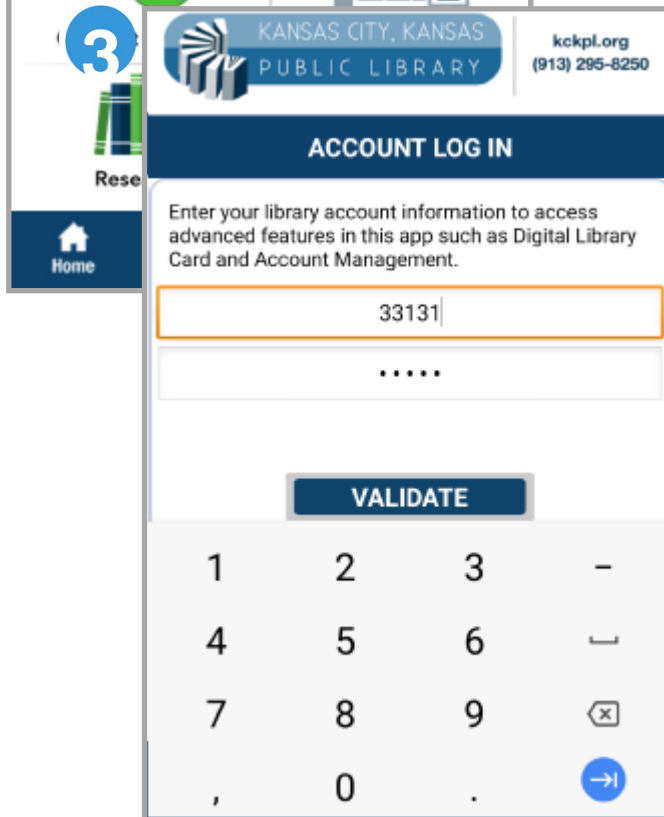 3
KANSAS CITY, KANSAS
PUBLIC LIBRARY
kckpl.org
(913) 295-8250
ACCOUNT LOG IN
Rese
Home
Enter your library account information to access
advanced features in this app such as Digital Library
Card and Account Management.
33131
•••••
VALIDATE
1 2 3 –
4 5 6
7 8 9
, 0 .